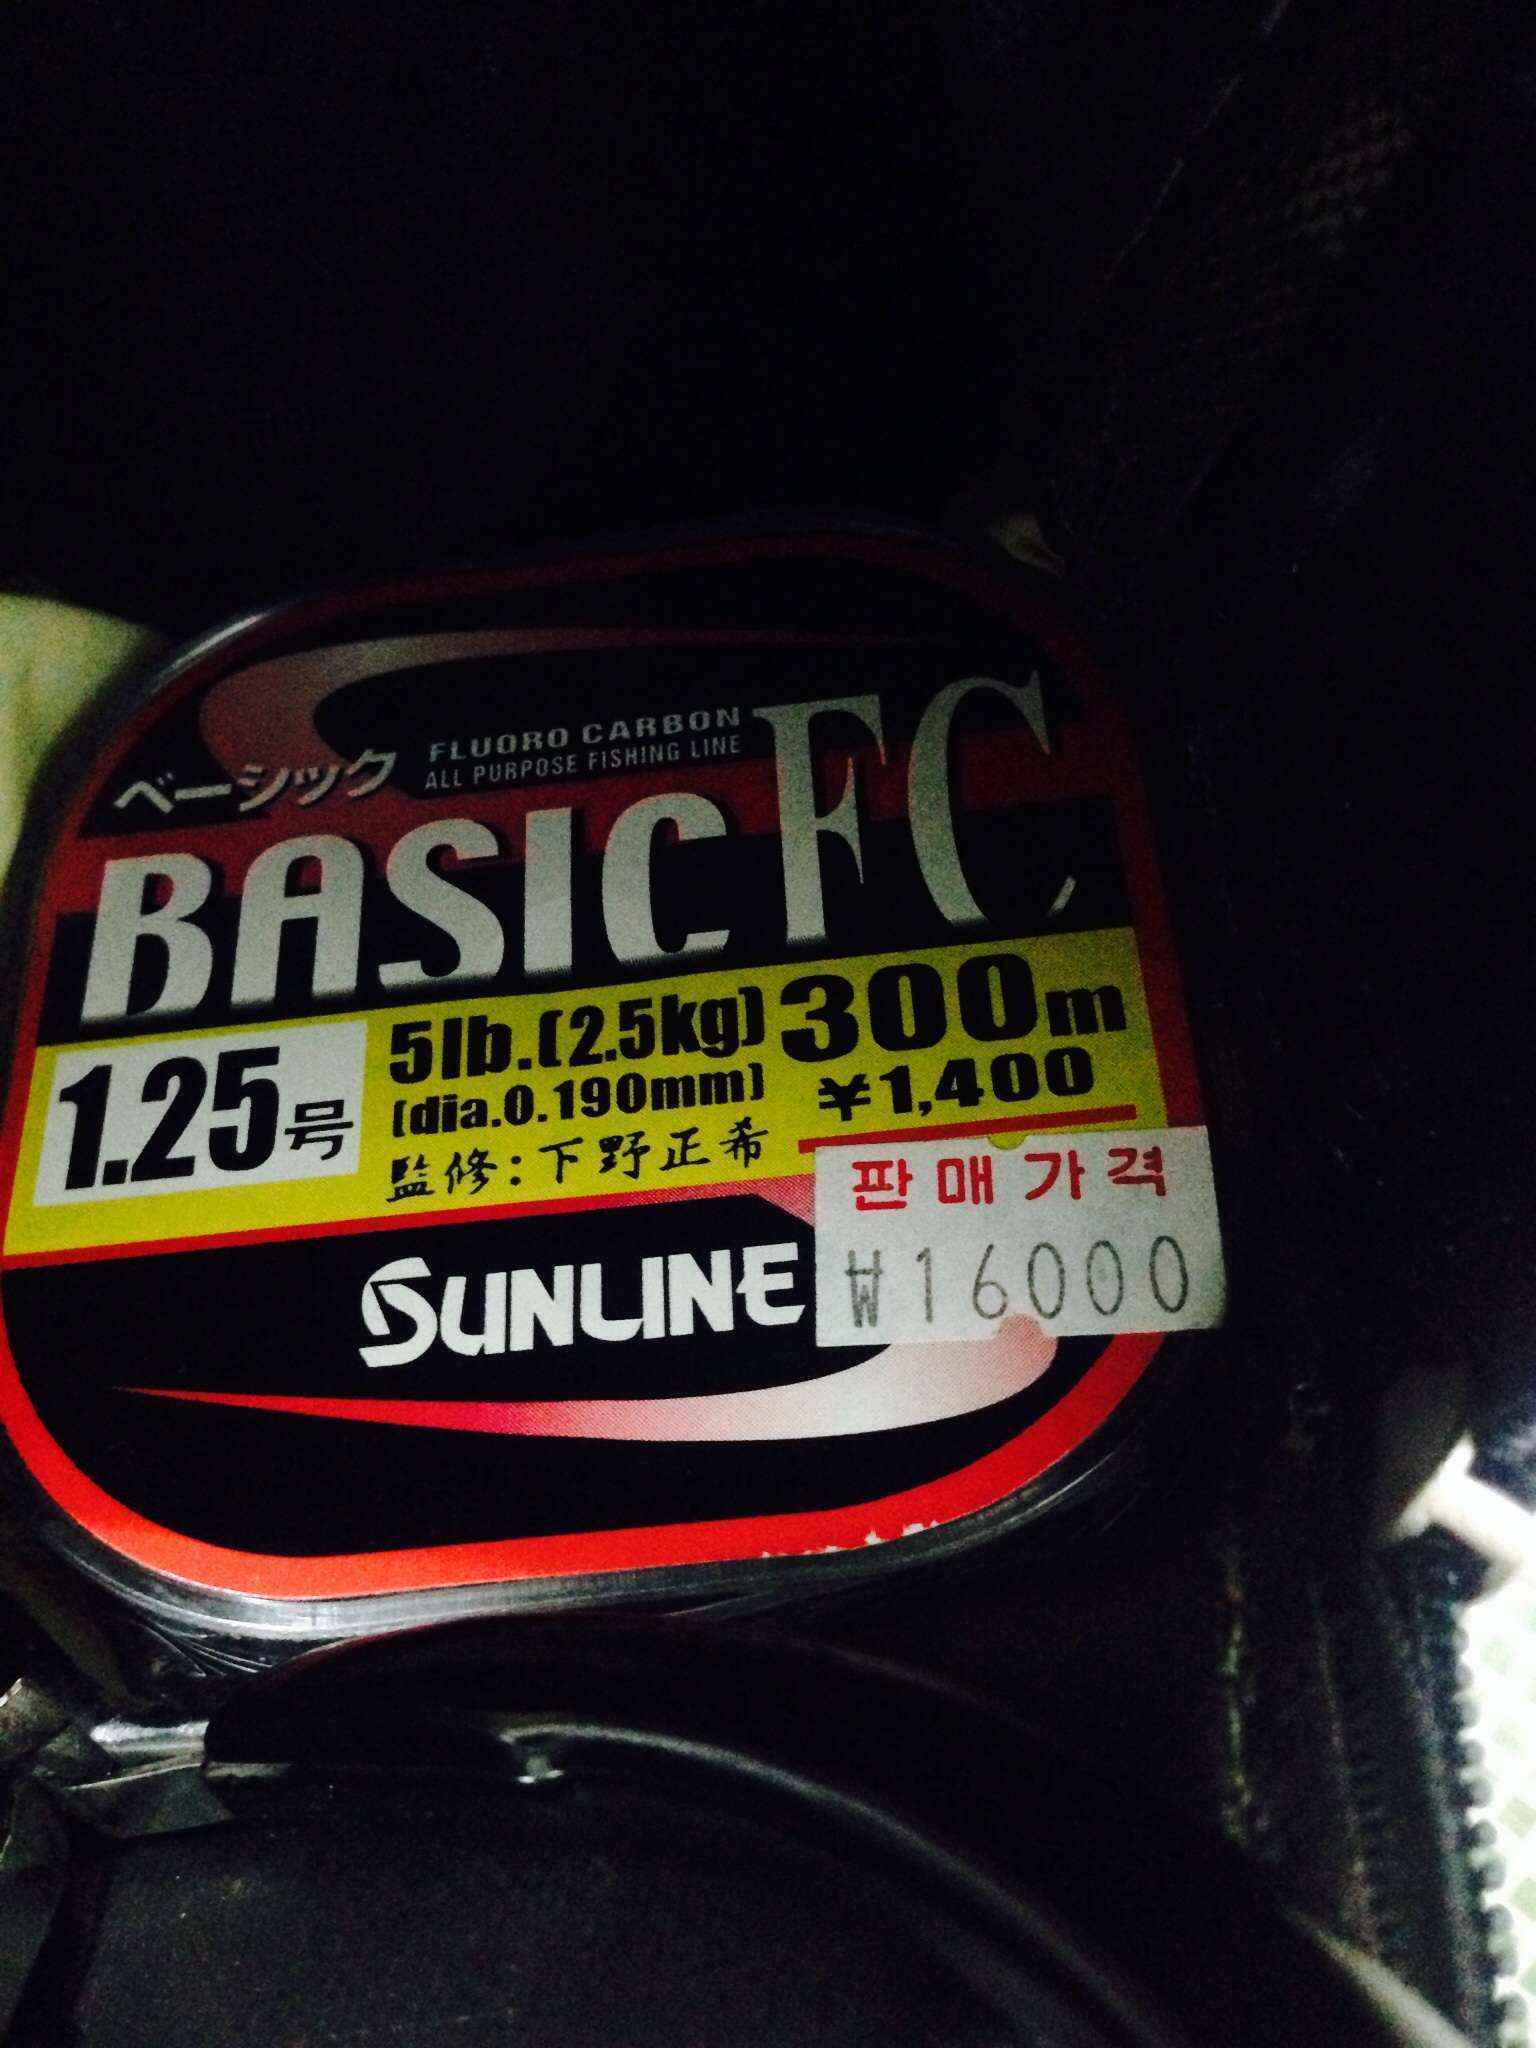 ベーシック
FLUORO CARBON
ALL PURPOSE FISHING LINE
BASIC FC
1.25号
5lb.(2.5kg) 300m
(dia.0.190mm) ¥1,400
監修:下野正希
판매가격
₩16000
SUNLINE